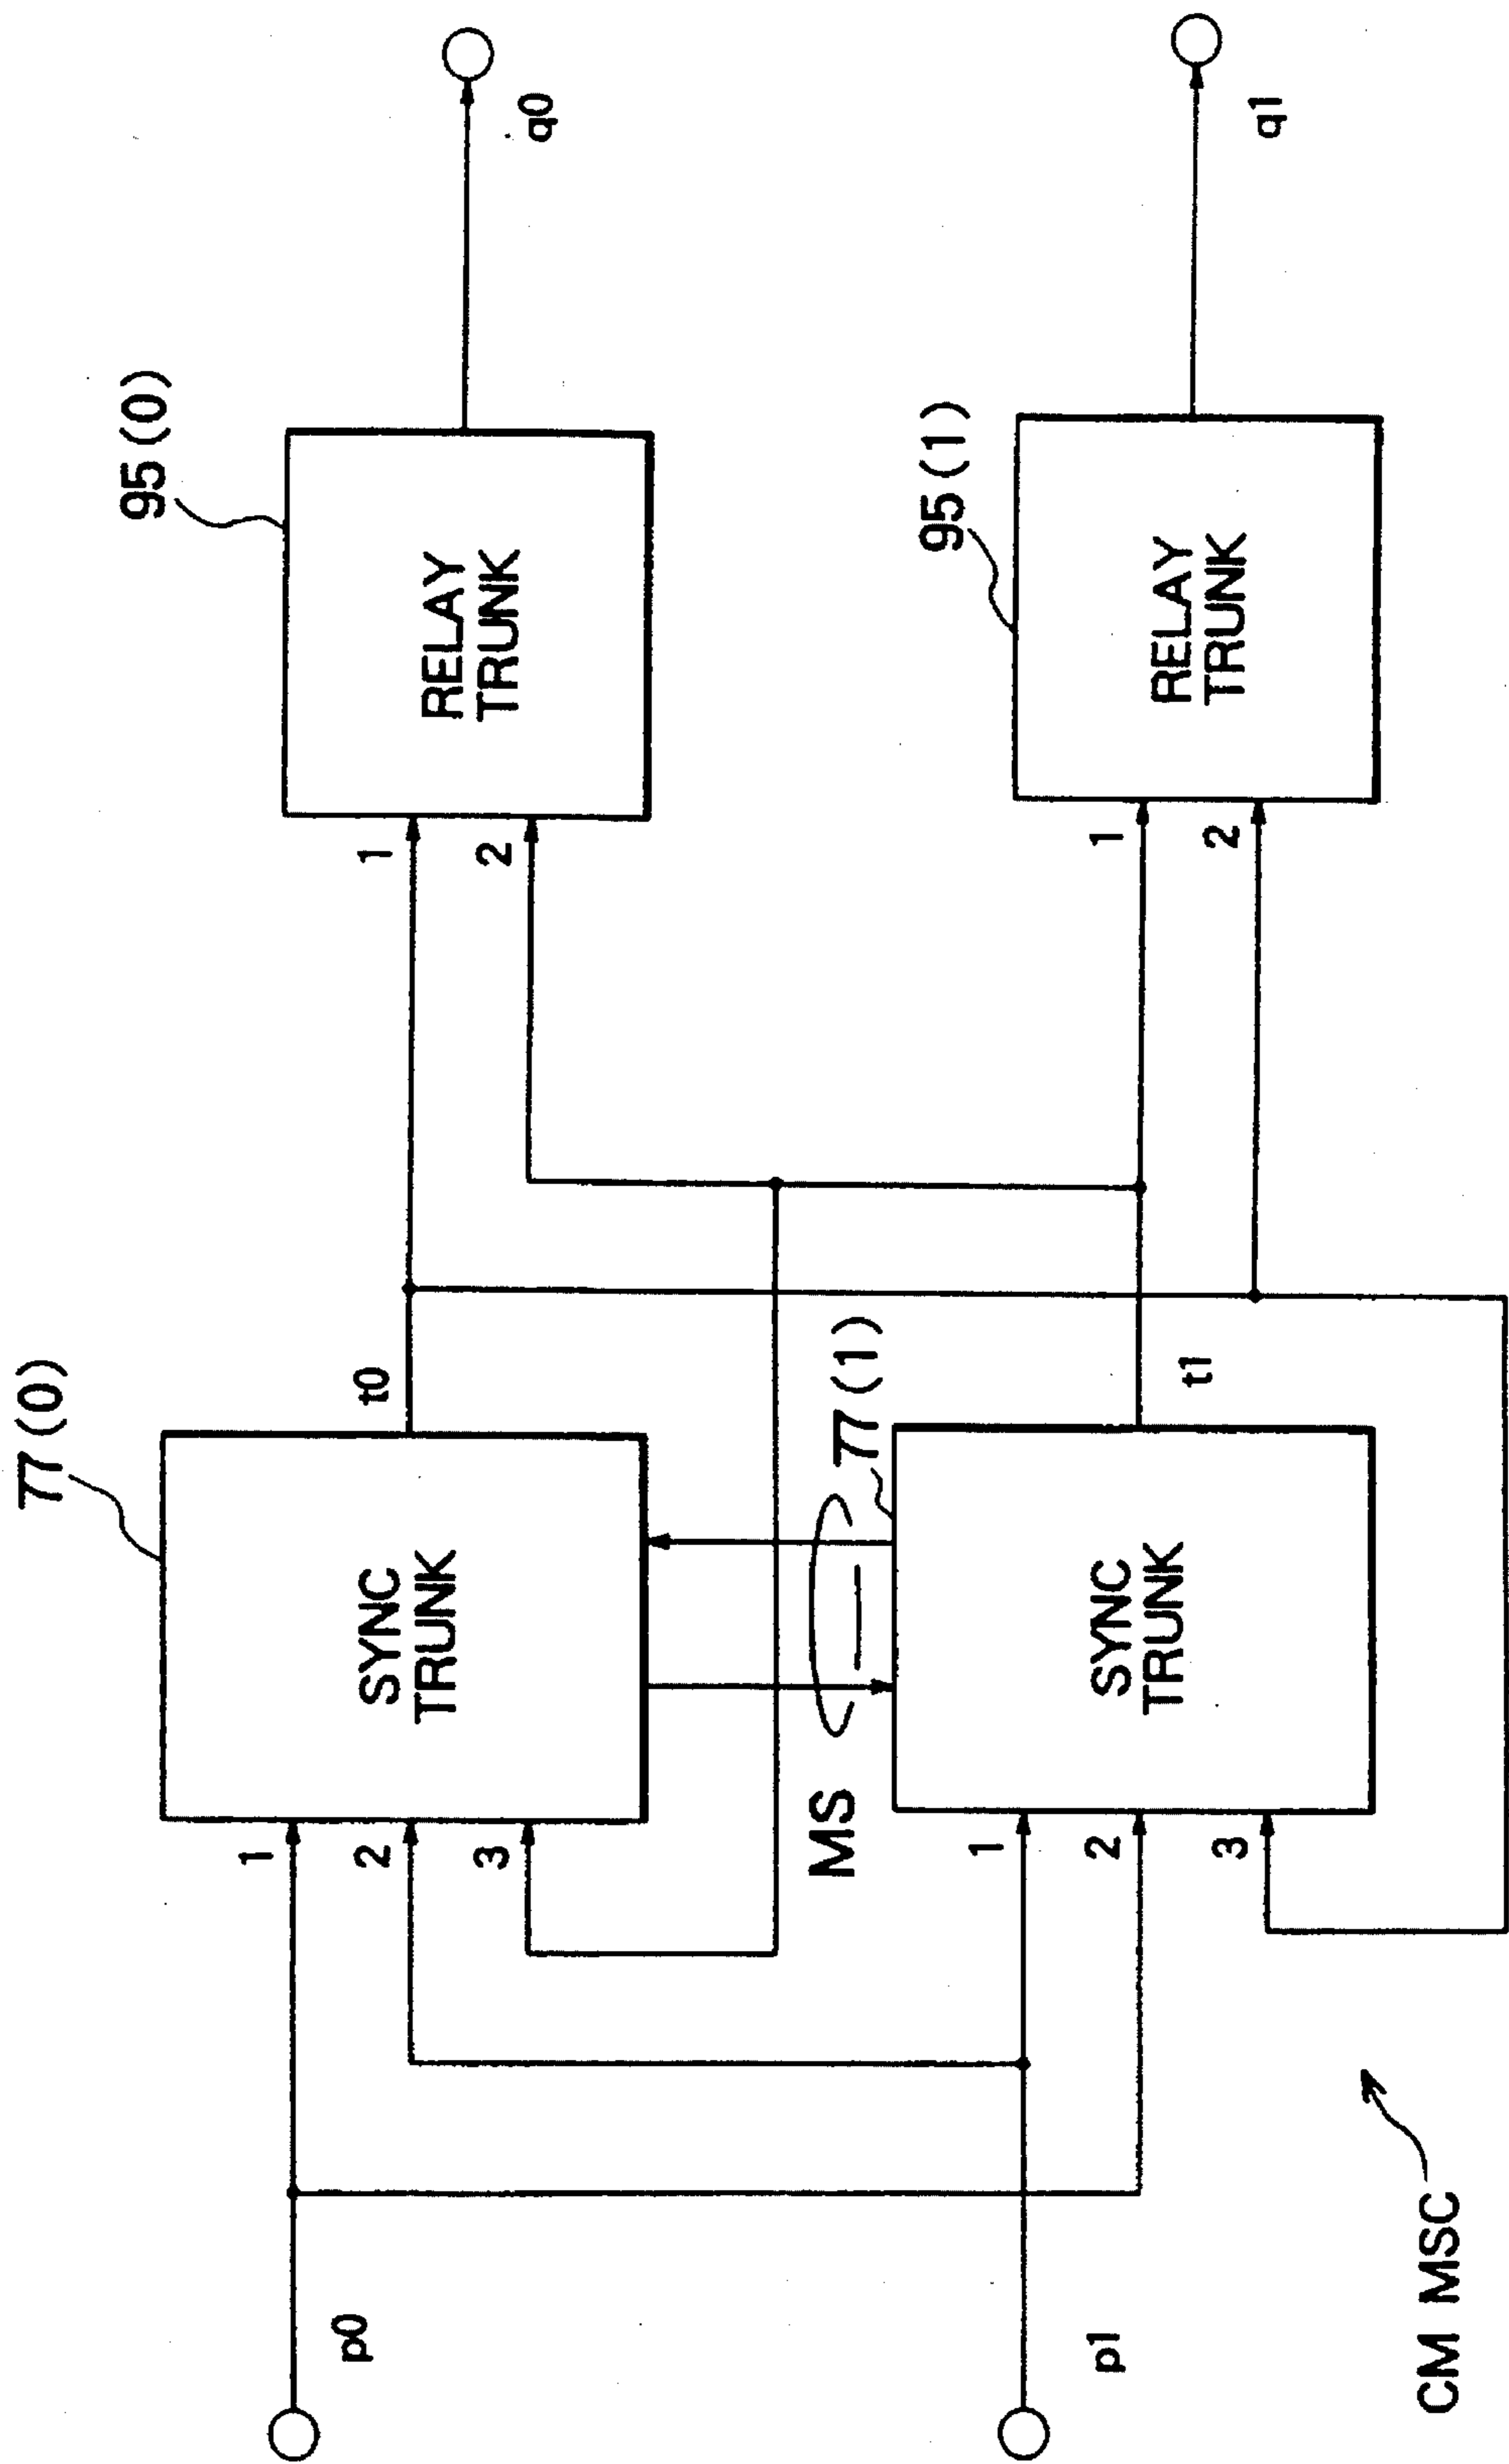 77(0)
95(0)
p0
1
2
3
SYNC
TRUNK
t0
1
2
RELAY
TRUNK
q0
MS
77(1)
95(1)
p1
1
2
3
SYNC
TRUNK
t1
1
2
RELAY
TRUNK
q1
CM MSC